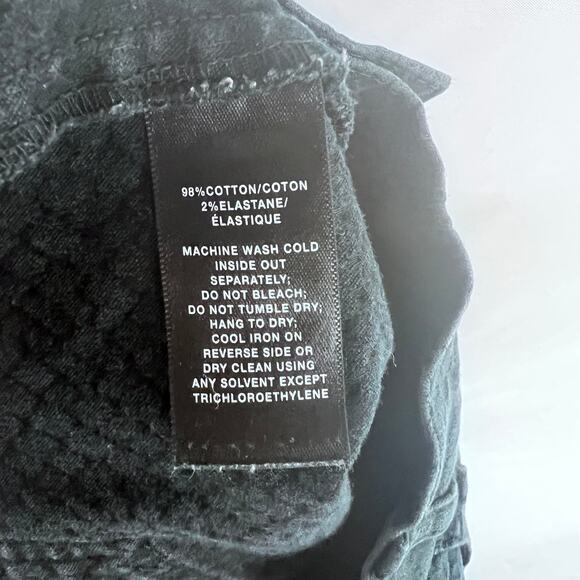 98%COTTON/COTON
2%ELASTANE/
ÉLASTIQUE
MACHINE WASH COLD
INSIDE OUT
SEPARATELY;
DO NOT BLEACH;
DO NOT TUMBLE DRY;
HANG TO DRY;
COOL IRON ON
REVERSE SIDE OR
DRY CLEAN USING
ANY SOLVENT EXCEPT
TRICHLOROETHYLENE